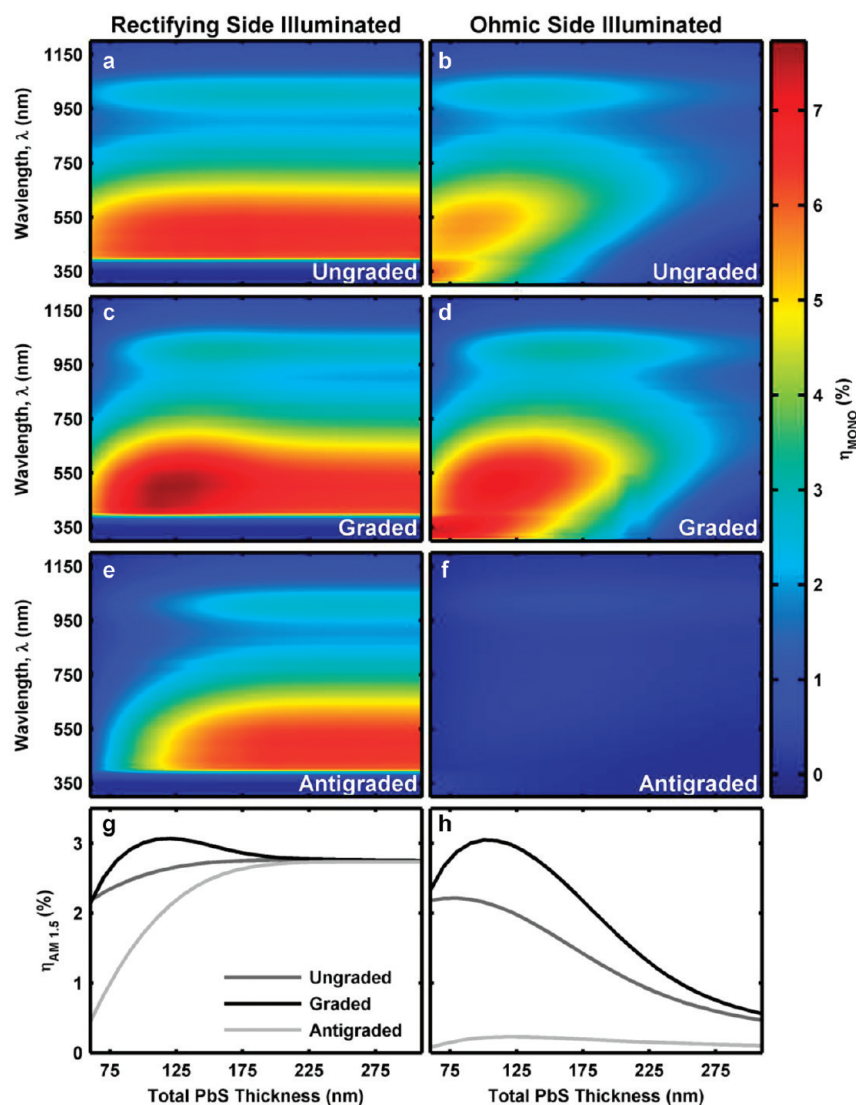 Rectifying Side Illuminated
Ohmic Side Illuminated
a
b
1150
950
750
550
350
Wavlength, λ (nm)
Ungraded
Ungraded
c
d
1150
950
750
550
350
Wavlength, λ (nm)
Graded
Graded
e
f
1150
950
750
550
350
Wavlength, λ (nm)
Antigraded
Antigraded
7
6
5
4
3
2
1
0
ηMONO (%)
g
h
3
2
1
0
ηAM 1.5 (%)
Ungraded
Graded
Antigraded
75 125 175 225 275
75 125 175 225 275
Total PbS Thickness (nm)
Total PbS Thickness (nm)